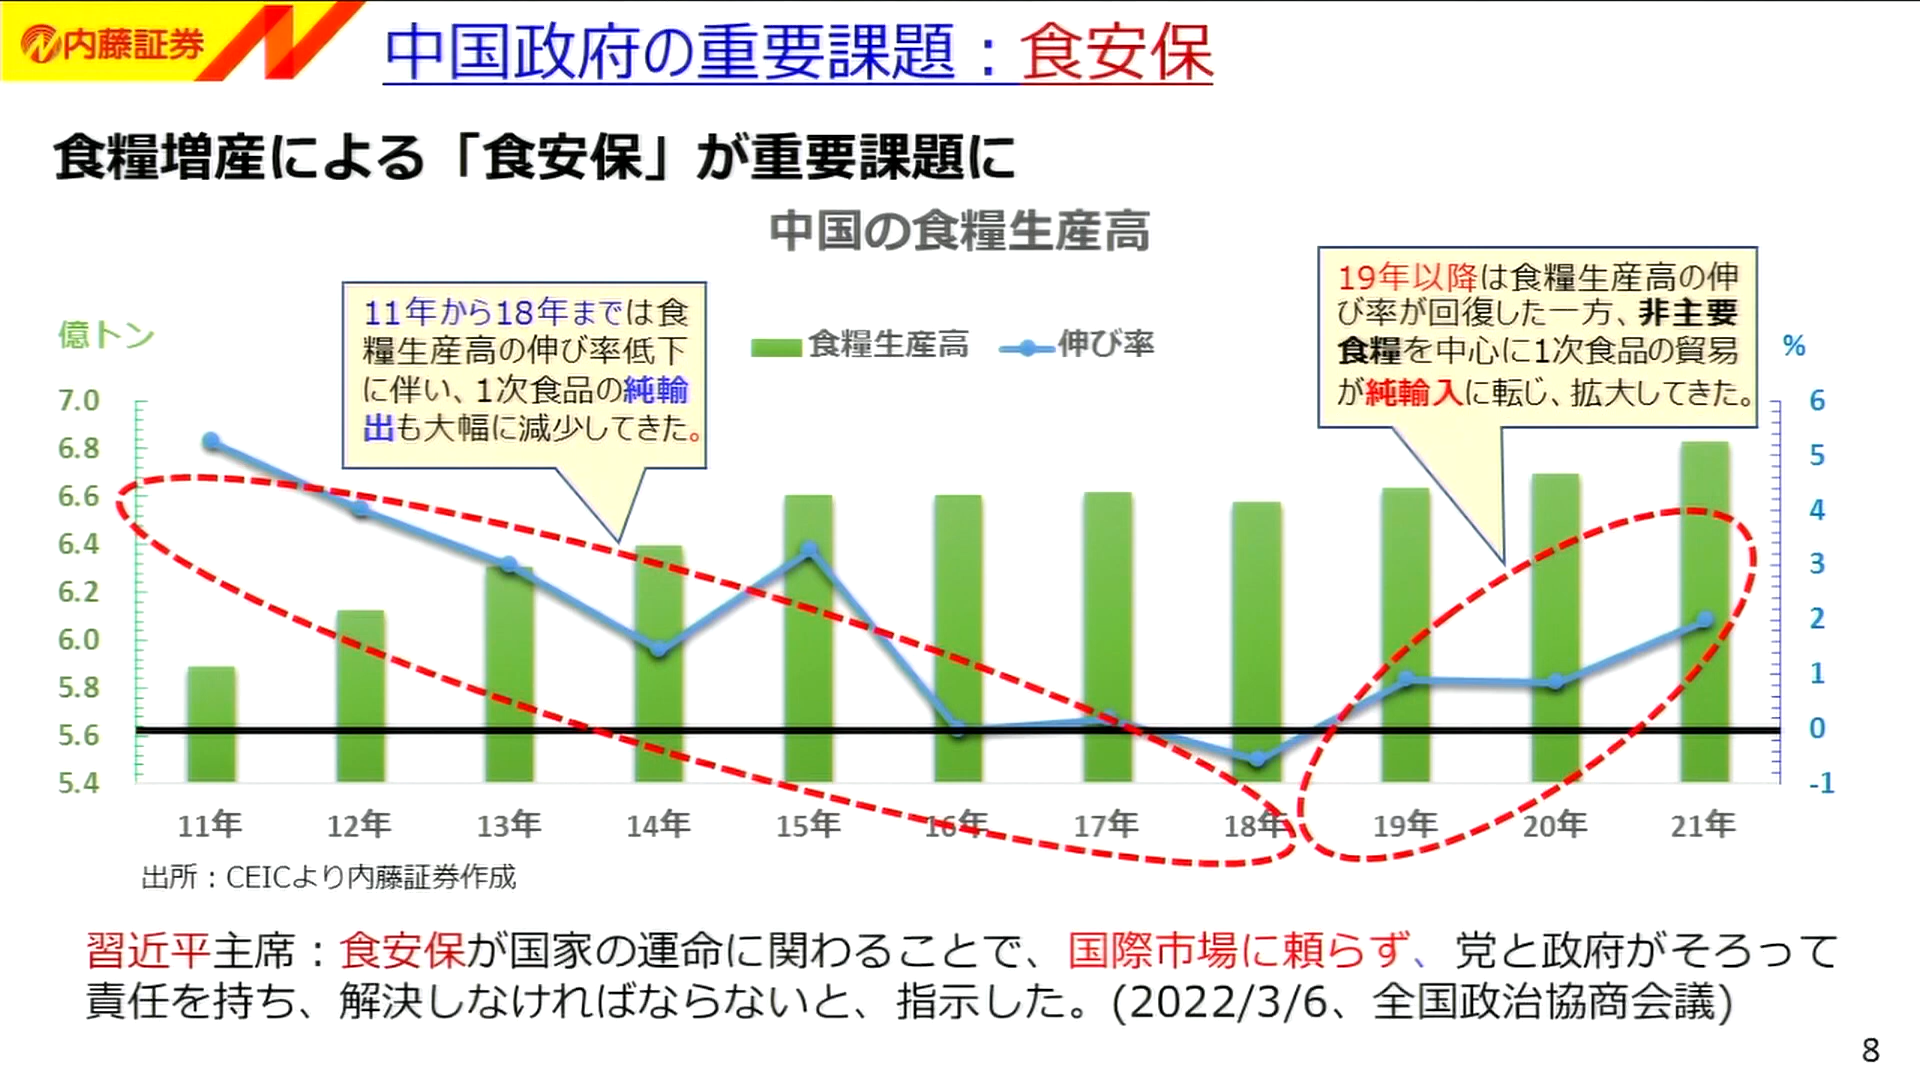 内藤証券
中国政府の重要課題：食安保
食糧増産による「食安保」が重要課題に
中国の食糧生産高
11年から18年までは食
糧生産高の伸び率低下
に伴い、1次食品の純輸
出も大幅に減少してきた。
19年以降は食糧生産高の伸
び率が回復した一方、非主要
食糧を中心に1次食品の貿易
が純輸入に転じ、拡大してきた。
億トン
食糧生産高 伸び率
%
7.0
6.8
6.6
6.4
6.2
6.0
5.8
5.6
5.4
6
5
4
3
2
1
0
-1
11年 12年 13年 14年 15年 16年 17年 18年 19年 20年 21年
出所：CEICより内藤証券作成
習近平主席：食安保が国家の運命に関わることで、国際市場に頼らず、党と政府がそろって
責任を持ち、解決しなければならないと、指示した。(2022/3/6、全国政治協商会議)
8